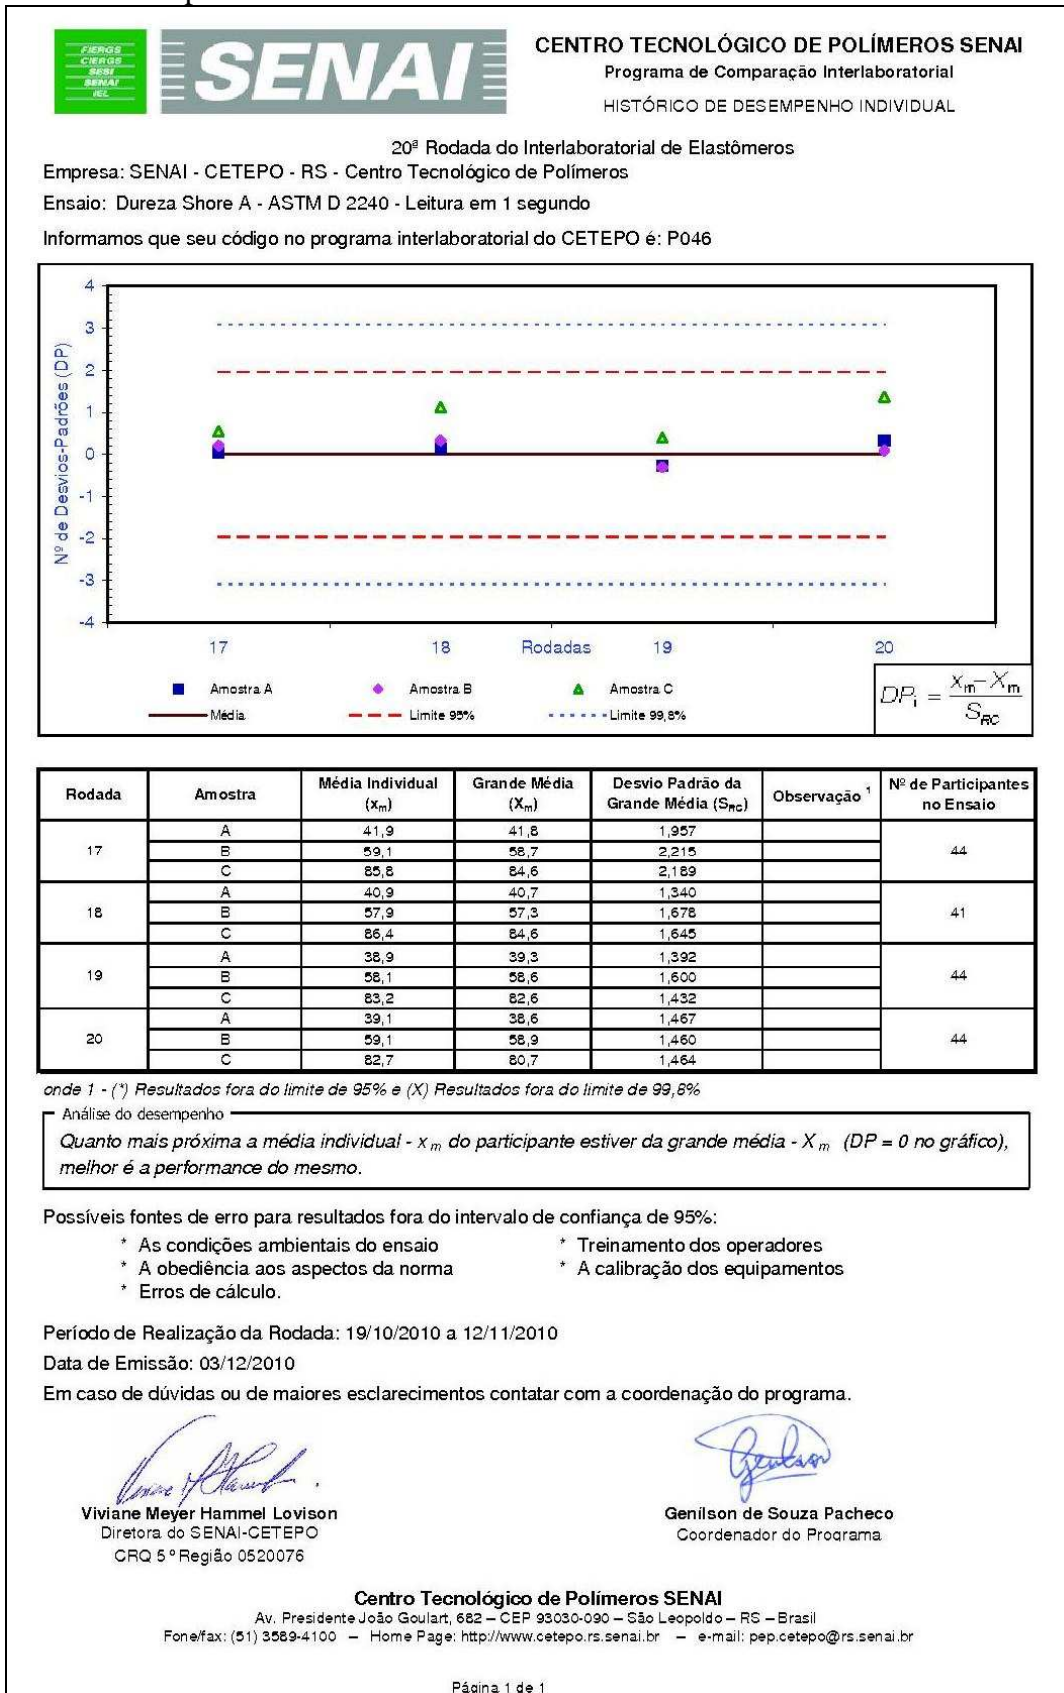 FIERGS
CIERGS
SESI
SENAI
IEL
SENAI
CENTRO TECNOLÓGICO DE POLÍMEROS SENAI
Programa de Comparação Interlaboratorial
HISTÓRICO DE DESEMPENHO INDIVIDUAL
20ª Rodada do Interlaboratorial de Elastômeros
Empresa: SENAI - CETEPO - RS - Centro Tecnológico de Polímeros
Ensaio: Dureza Shore A - ASTM D 2240 - Leitura em 1 segundo
Informamos que seu código no programa interlaboratorial do CETEPO é: P046
Nº de Desvios-Padrões (DP)
4
3
2
1
0
-1
-2
-3
-4
17 18 Rodadas 19 20
Amostra A Amostra B Amostra C
Média Limite 95% Limite 99,8%
DPi = xm-Xm / SRC
Rodada Amostra Média Individual (xm) Grande Média (Xm) Desvio Padrão da Grande Média (SRC) Observação ¹ Nº de Participantes no Ensaio
17 A 41,9 41,8 1,957 44
B 59,1 58,7 2,215
C 85,8 84,6 2,189
18 A 40,9 40,7 1,340 41
B 57,9 57,3 1,678
C 86,4 84,6 1,645
19 A 38,9 39,3 1,392 44
B 58,1 58,6 1,600
C 83,2 82,6 1,432
20 A 39,1 38,6 1,467 44
B 59,1 58,9 1,460
C 82,7 80,7 1,464
onde 1 - (*) Resultados fora do limite de 95% e (X) Resultados fora do limite de 99,8%
Análise do desempenho
Quanto mais próxima a média individual - x m do participante estiver da grande média - X m (DP = 0 no gráfico),
melhor é a performance do mesmo.
Possíveis fontes de erro para resultados fora do intervalo de confiança de 95%:
* As condições ambientais do ensaio * Treinamento dos operadores
* A obediência aos aspectos da norma * A calibração dos equipamentos
* Erros de cálculo.
Período de Realização da Rodada: 19/10/2010 a 12/11/2010
Data de Emissão: 03/12/2010
Em caso de dúvidas ou de maiores esclarecimentos contatar com a coordenação do programa.
Viviane Meyer Hammel Lovison
Diretora do SENAI-CETEPO
CRQ 5ª Região 0520076
Genilson de Souza Pacheco
Coordenador do Programa
Centro Tecnológico de Polímeros SENAI
Av. Presidente João Goulart, 682 – CEP 93030-090 – São Leopoldo – RS – Brasil
Fone/fax: (51) 3589-4100 – Home Page: http://www.cetepo.rs.senai.br – e-mail: pep.cetepo@rs.senai.br
Página 1 de 1